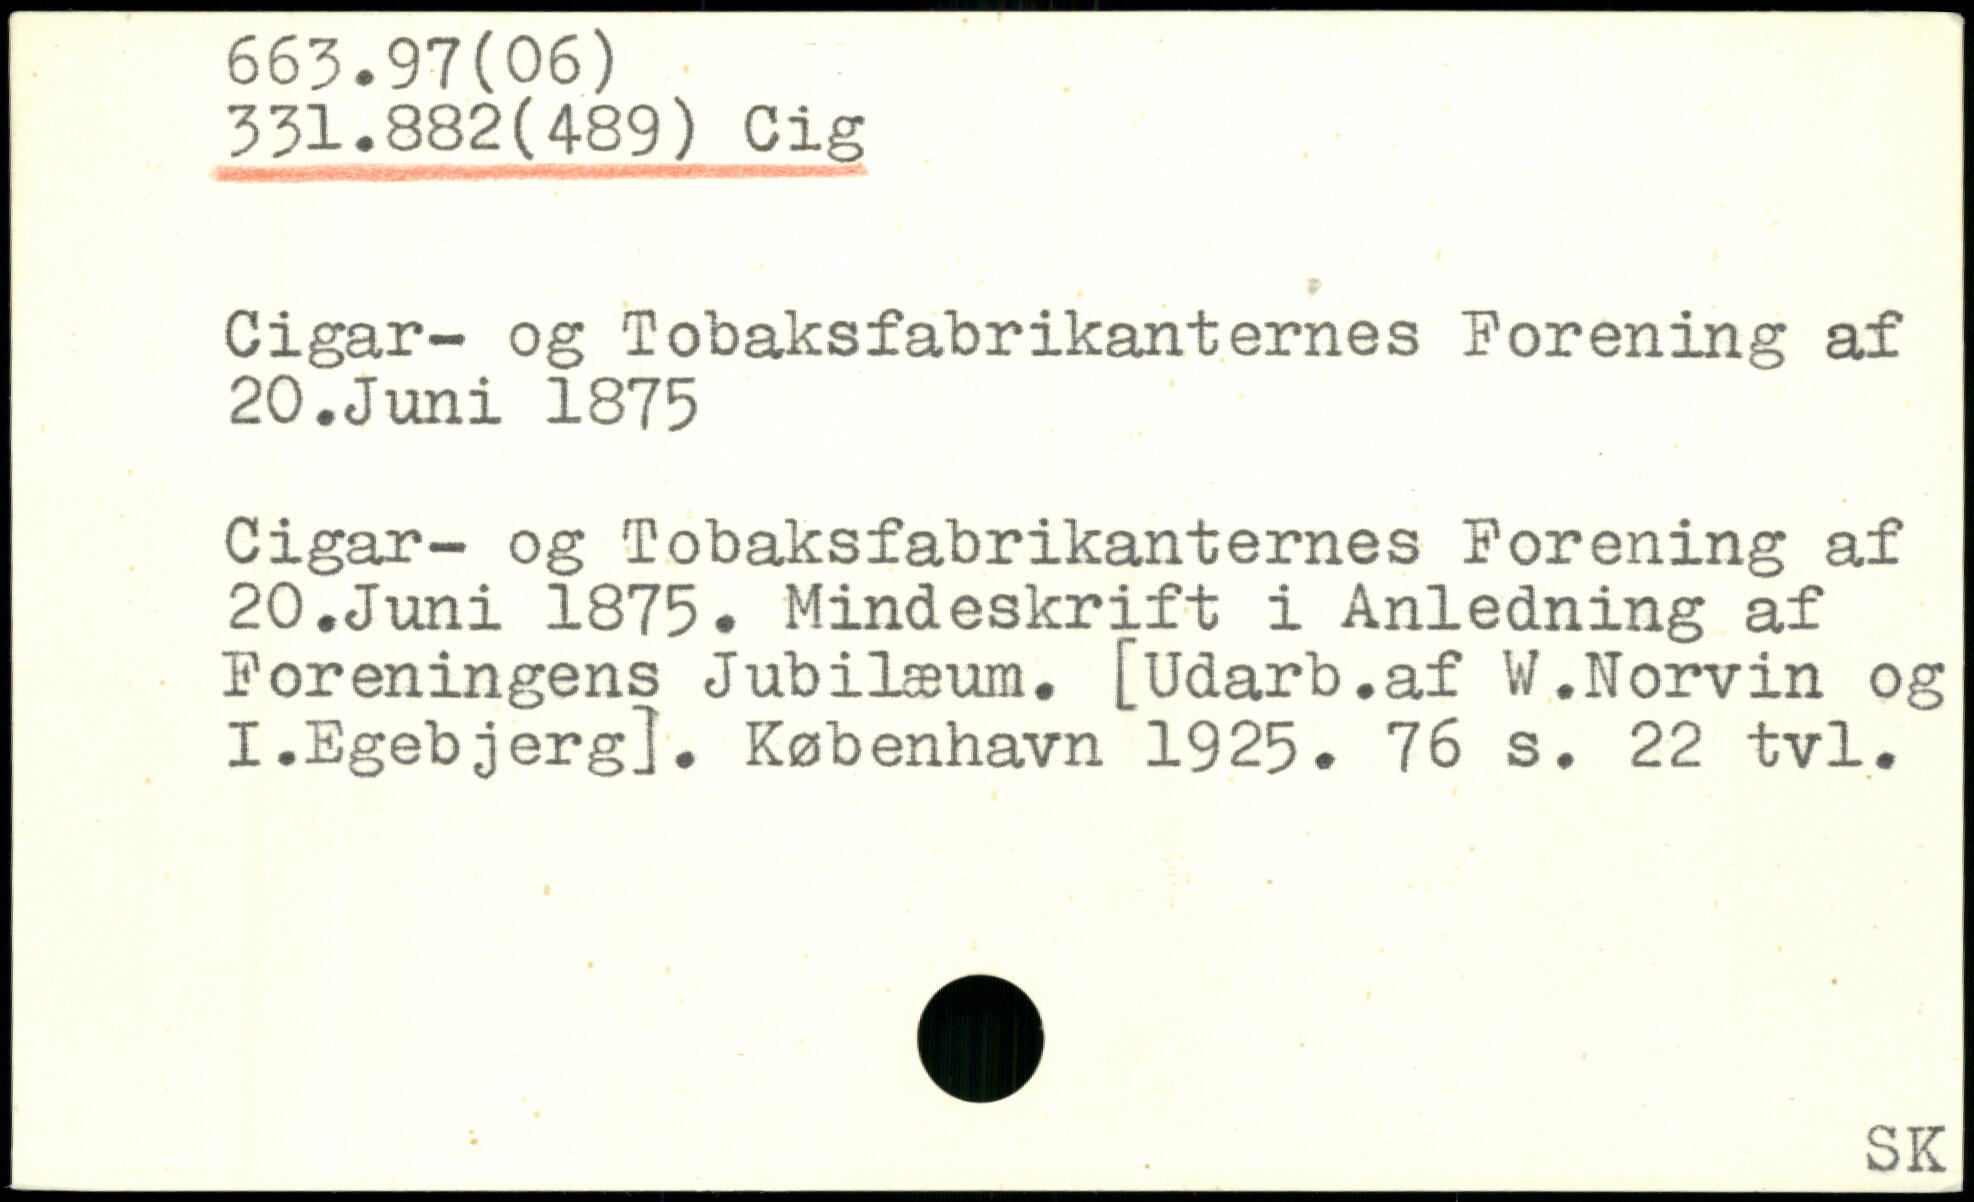 663.97(06)
331.882(489) Cig
Cigar- og Tobaksfabrikanternes Forening af
20.Juni 1875
Cigar- og Tobaksfabrikanternes Forening af
20.Juni 1875. Mindeskrift i Anledning af
Foreningens Jubilæum. [Udarb.af W.Norvin og
I.Egebjerg]. København 1925. 76 s. 22 tvl.
SK